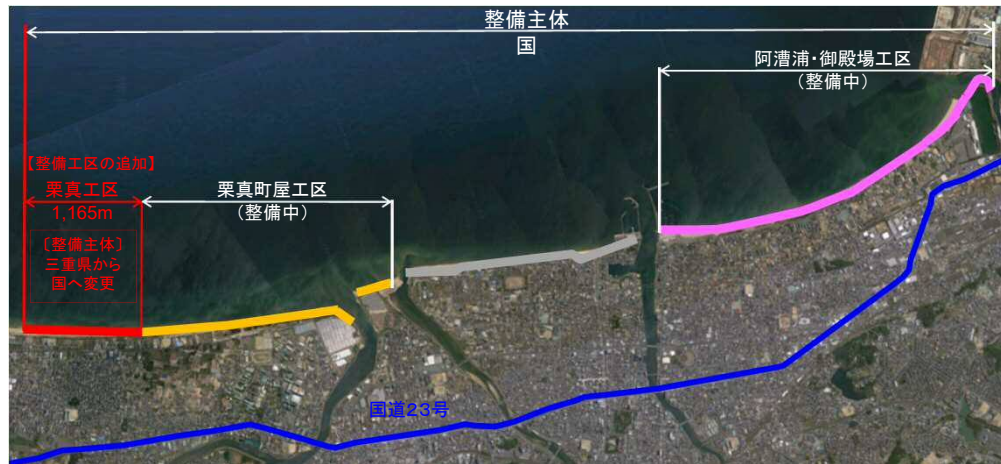 整備主体
国
阿漕浦・御殿場工区
（整備中）
【整備工区の追加】
栗真工区
1,165m
〔整備主体〕
三重県から
国へ変更
栗真町屋工区
（整備中）
国道２３号